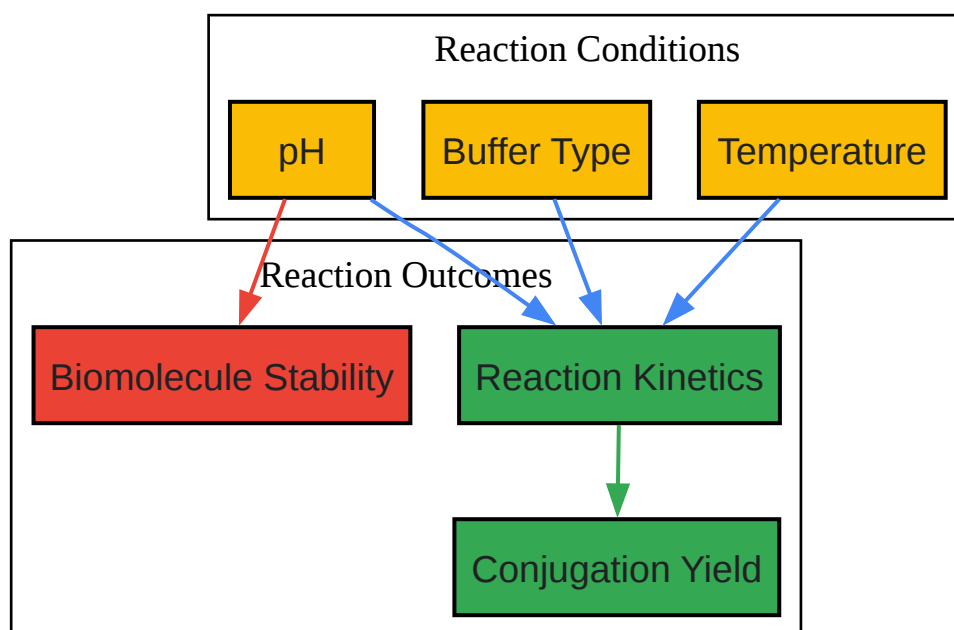 Reaction Conditions
pH
Buffer Type
Temperature
Reaction Outcomes
Biomolecule Stability
Reaction Kinetics
Conjugation Yield